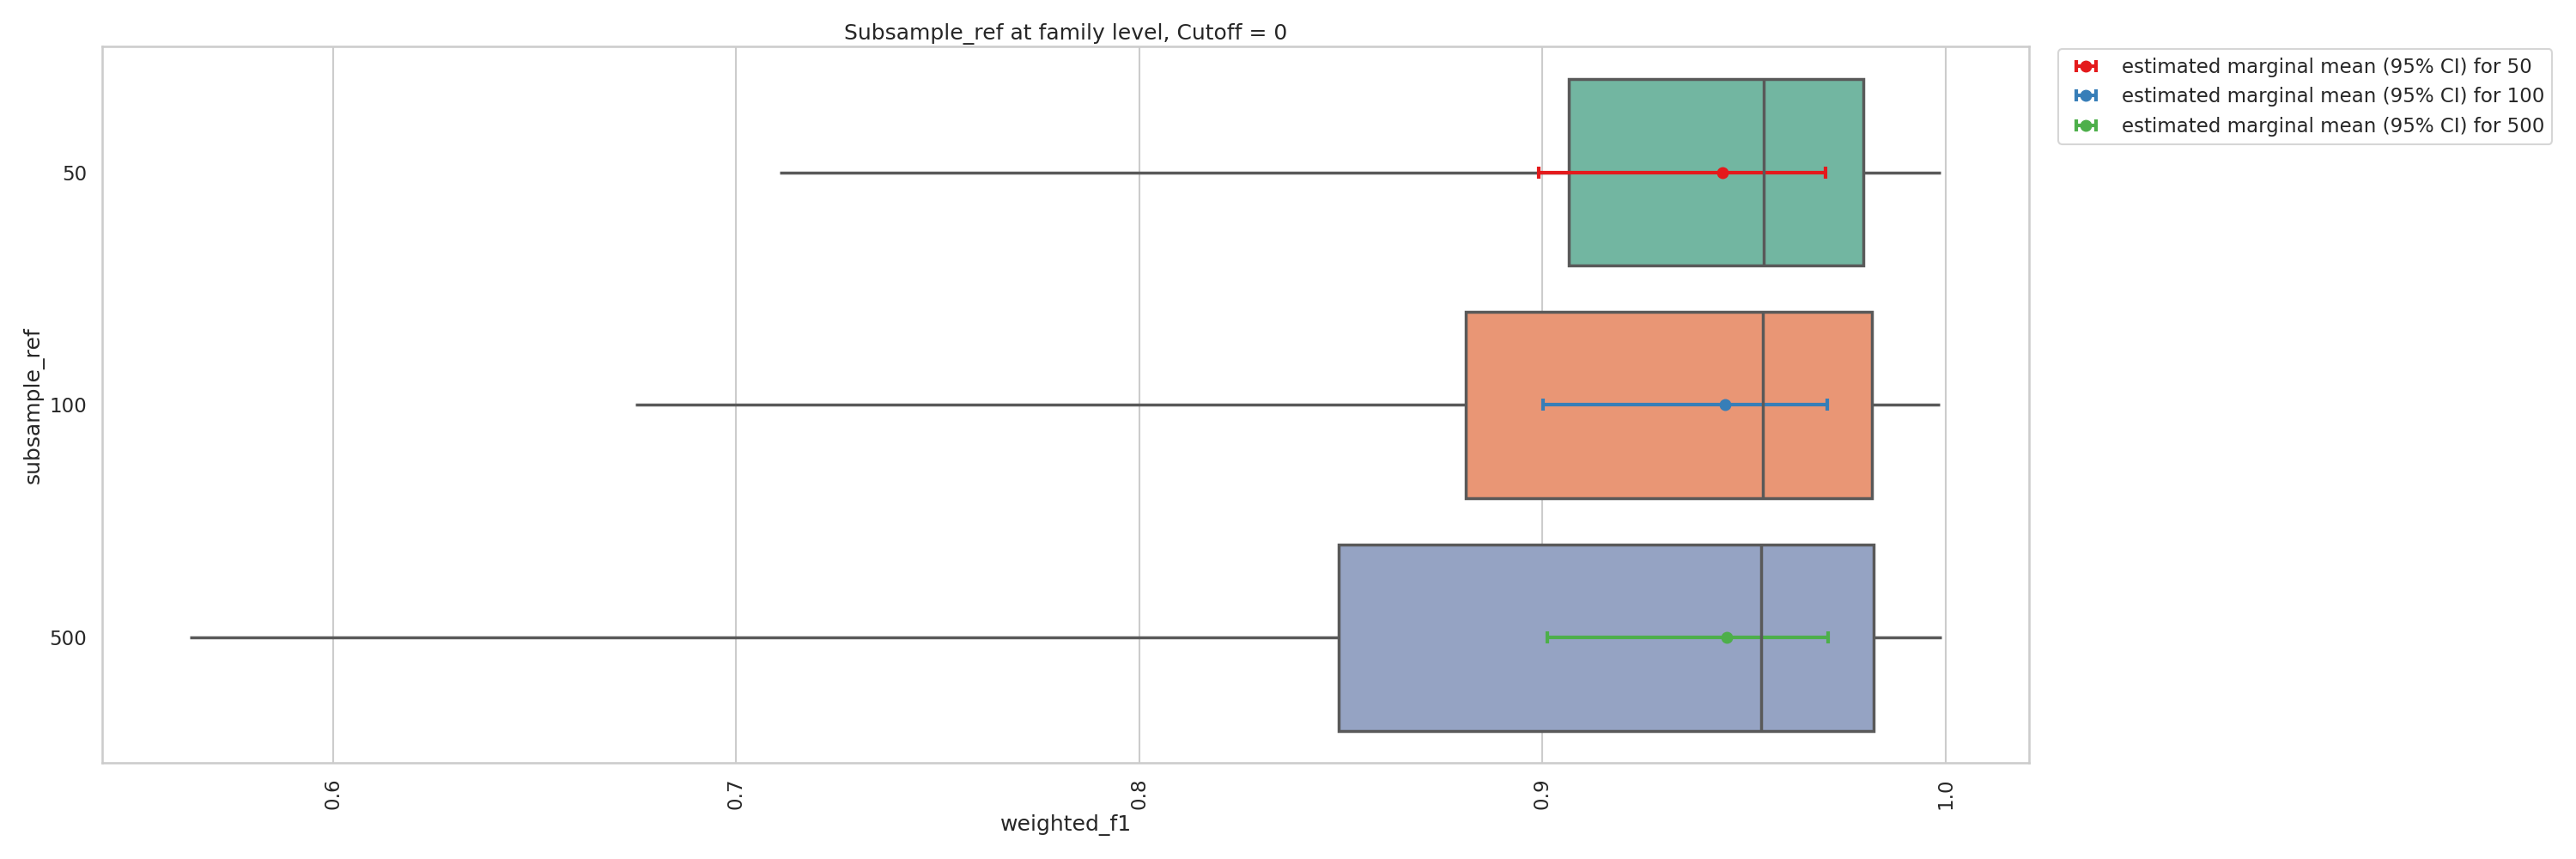 Subsample_ref at family level, Cutoff = 0
estimated marginal mean (95% CI) for 50
estimated marginal mean (95% CI) for 100
estimated marginal mean (95% CI) for 500
subsample_ref
50
100
500
0.6
0.7
0.8
0.9
1.0
weighted_f1